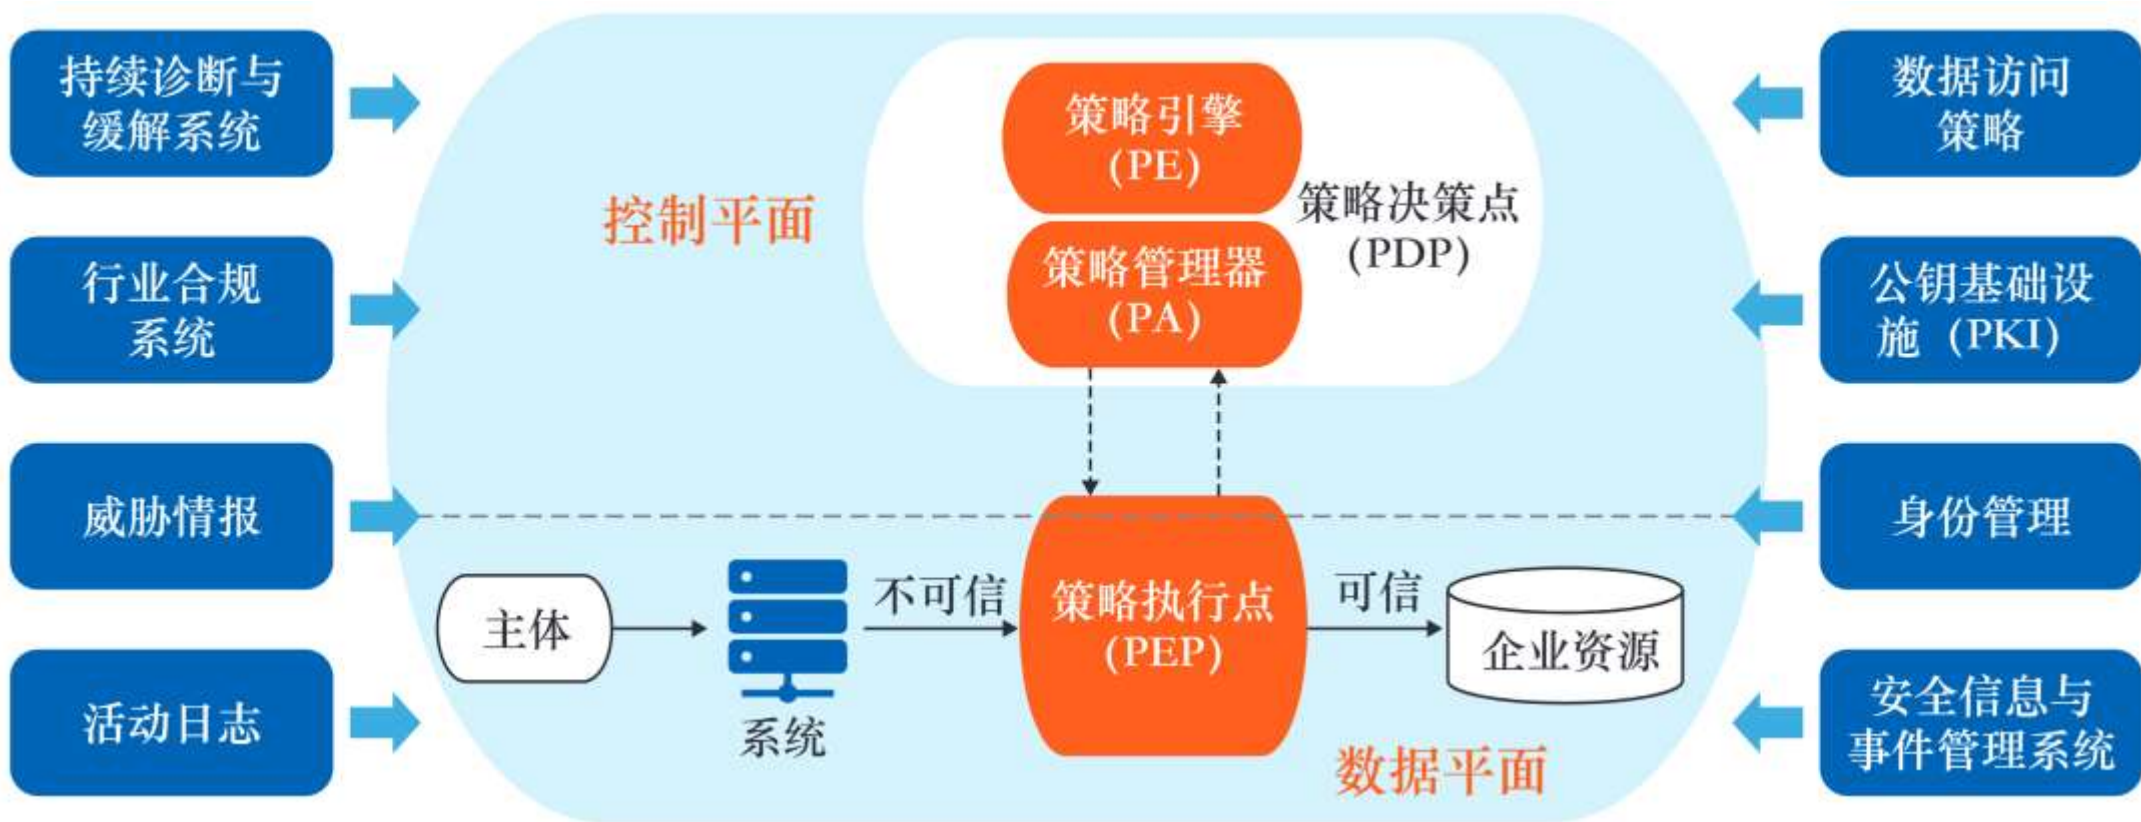 持续诊断与
缓解系统
行业合规
系统
威胁情报
活动日志
控制平面
策略引擎
(PE)
策略管理器
(PA)
策略决策点
(PDP)
主体
系统
不可信
策略执行点
(PEP)
可信
企业资源
数据平面
数据访问
策略
公钥基础设
施 (PKI)
身份管理
安全信息与
事件管理系统